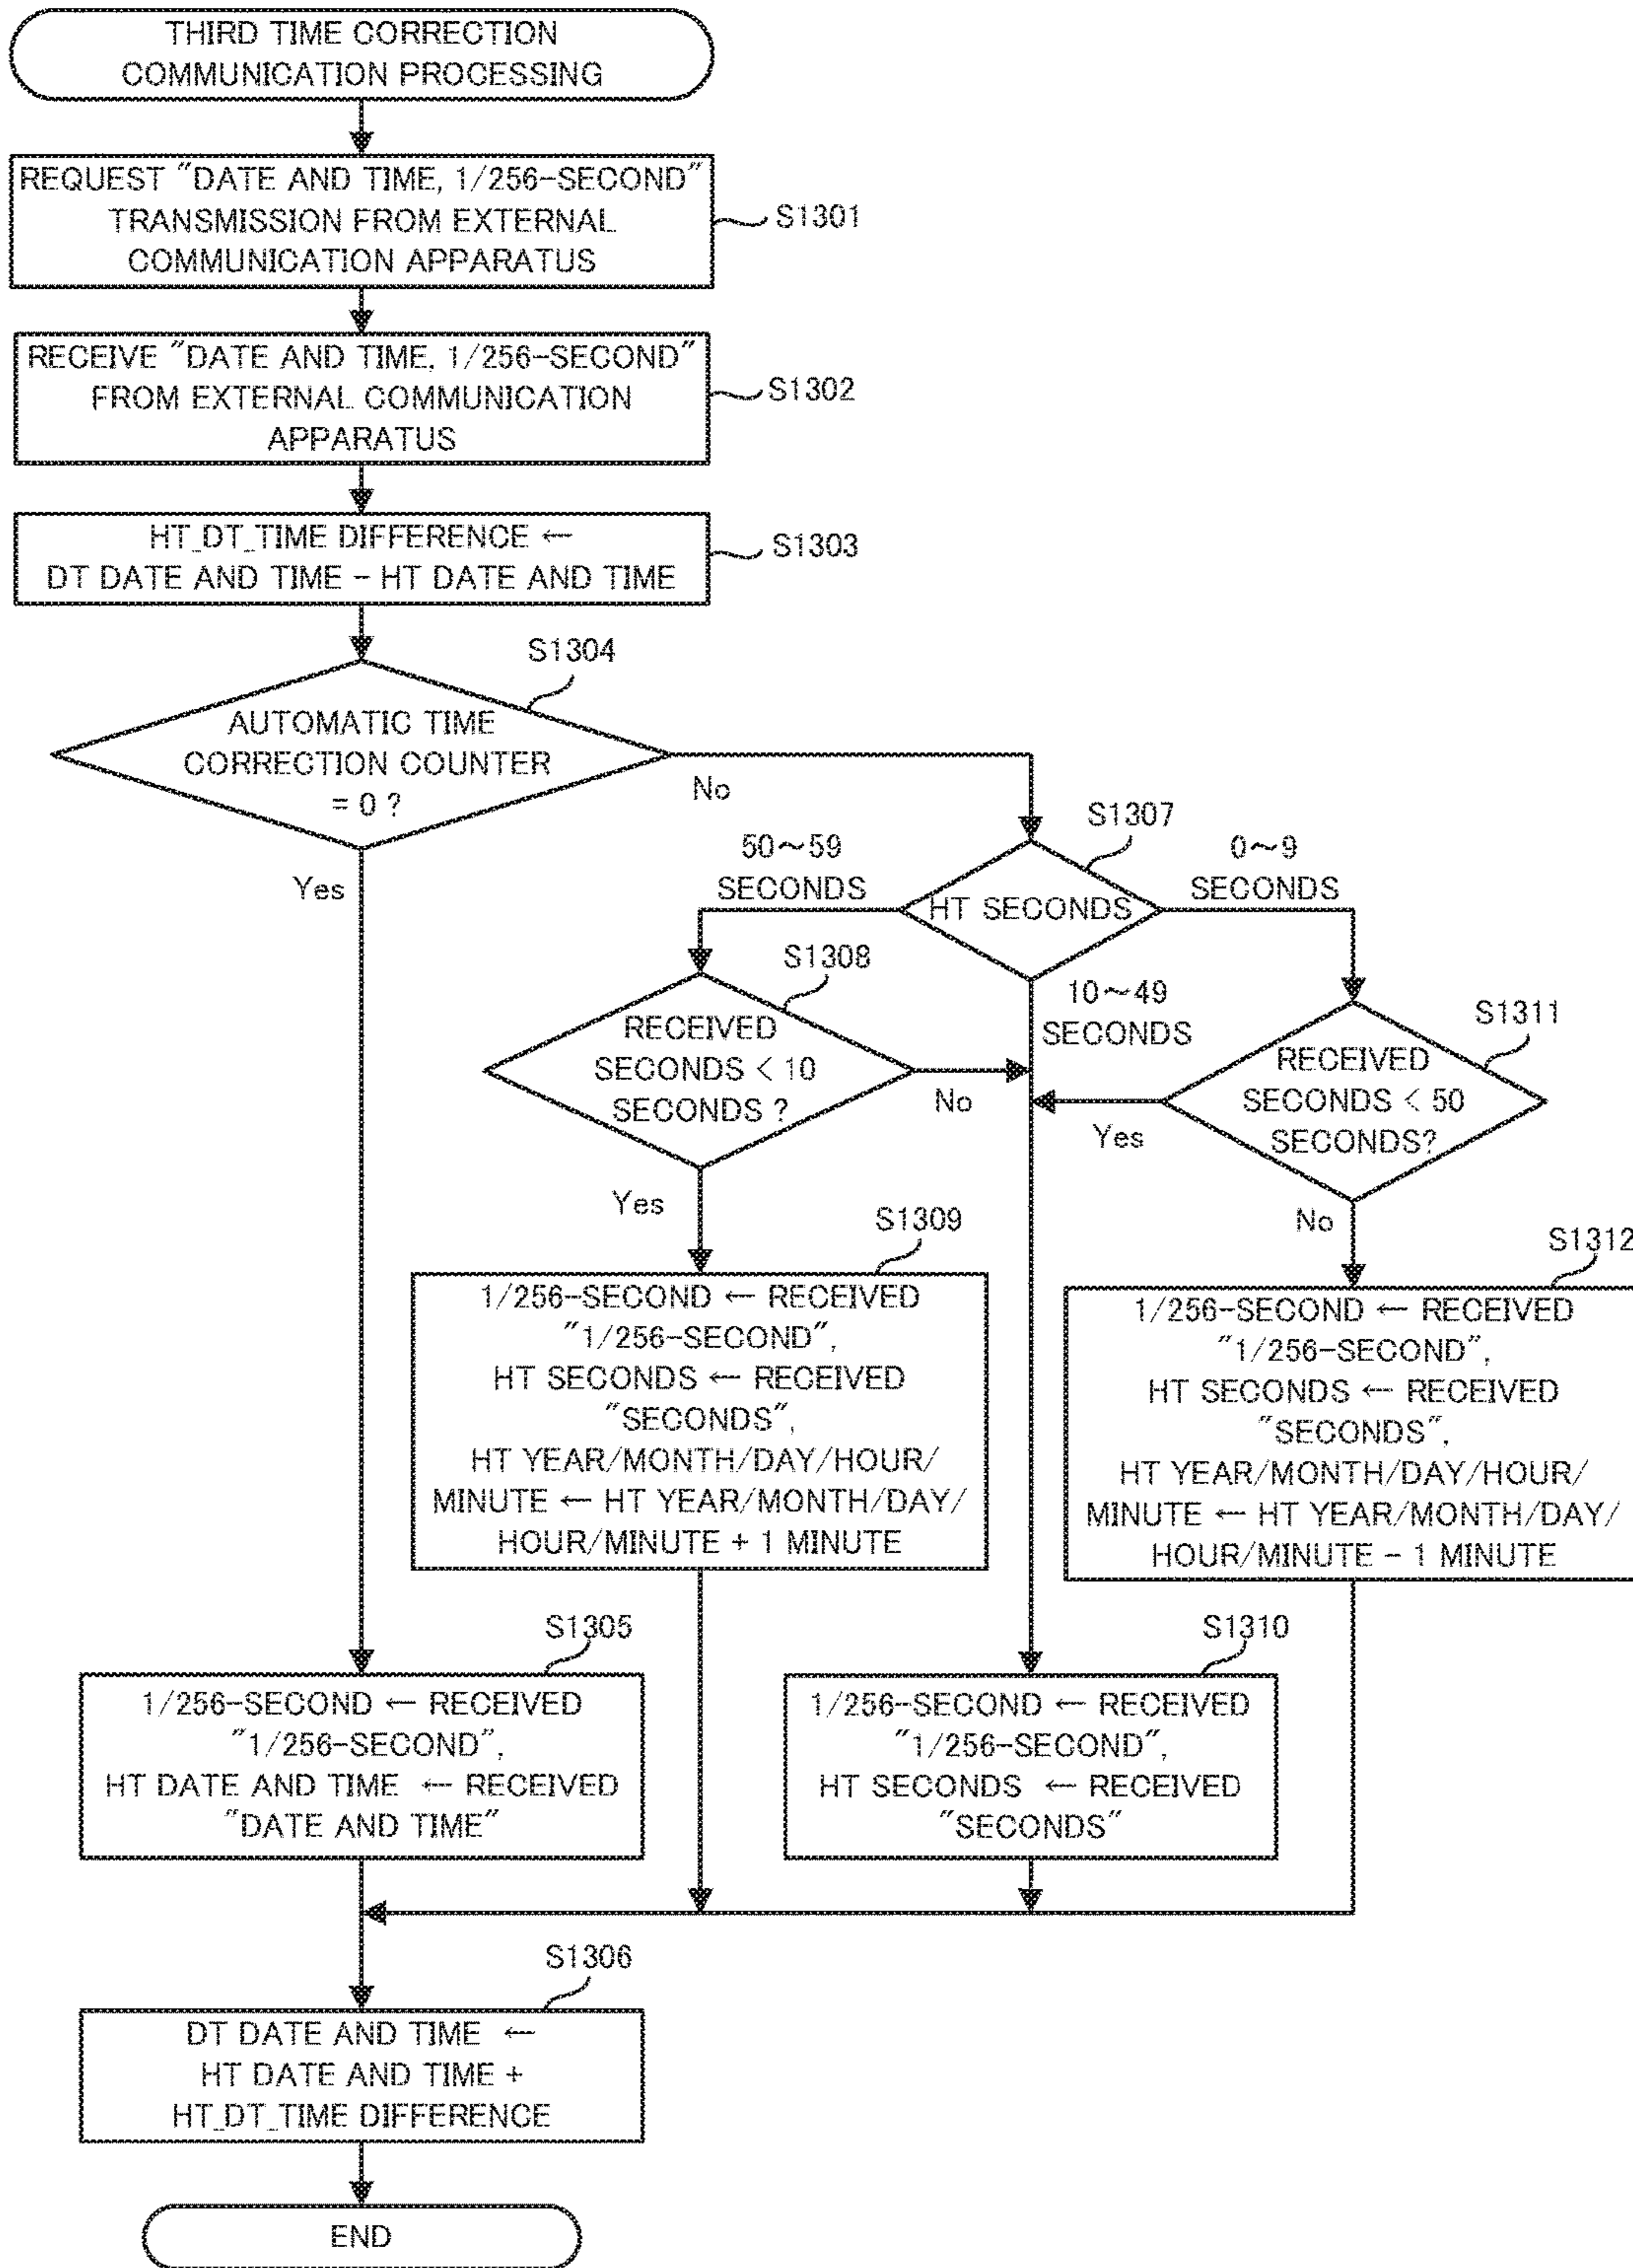 THIRD TIME CORRECTION
COMMUNICATION PROCESSING
REQUEST "DATE AND TIME, 1/256-SECOND"
TRANSMISSION FROM EXTERNAL
COMMUNICATION APPARATUS
S1301
RECEIVE "DATE AND TIME, 1/256-SECOND"
FROM EXTERNAL COMMUNICATION
APPARATUS
S1302
HT_DT_TIME DIFFERENCE ←
DT DATE AND TIME - HT DATE AND TIME
S1303
S1304
AUTOMATIC TIME
CORRECTION COUNTER
= 0 ?
No
Yes
S1307
HT SECONDS
50～59
SECONDS
0～9
SECONDS
10～49
SECONDS
S1308
RECEIVED
SECONDS < 10
SECONDS ?
No
Yes
S1311
RECEIVED
SECONDS < 50
SECONDS?
Yes
No
S1309
1/256-SECOND ← RECEIVED
"1/256-SECOND",
HT SECONDS ← RECEIVED
"SECONDS",
HT YEAR/MONTH/DAY/HOUR/
MINUTE ← HT YEAR/MONTH/DAY/
HOUR/MINUTE + 1 MINUTE
S1312
1/256-SECOND ← RECEIVED
"1/256-SECOND",
HT SECONDS ← RECEIVED
"SECONDS",
HT YEAR/MONTH/DAY/HOUR/
MINUTE ← HT YEAR/MONTH/DAY/
HOUR/MINUTE - 1 MINUTE
S1305
1/256-SECOND ← RECEIVED
"1/256-SECOND",
HT DATE AND TIME ← RECEIVED
"DATE AND TIME"
S1310
1/256-SECOND ← RECEIVED
"1/256-SECOND",
HT SECONDS ← RECEIVED
"SECONDS"
S1306
DT DATE AND TIME ←
HT DATE AND TIME +
HT_DT_TIME DIFFERENCE
END